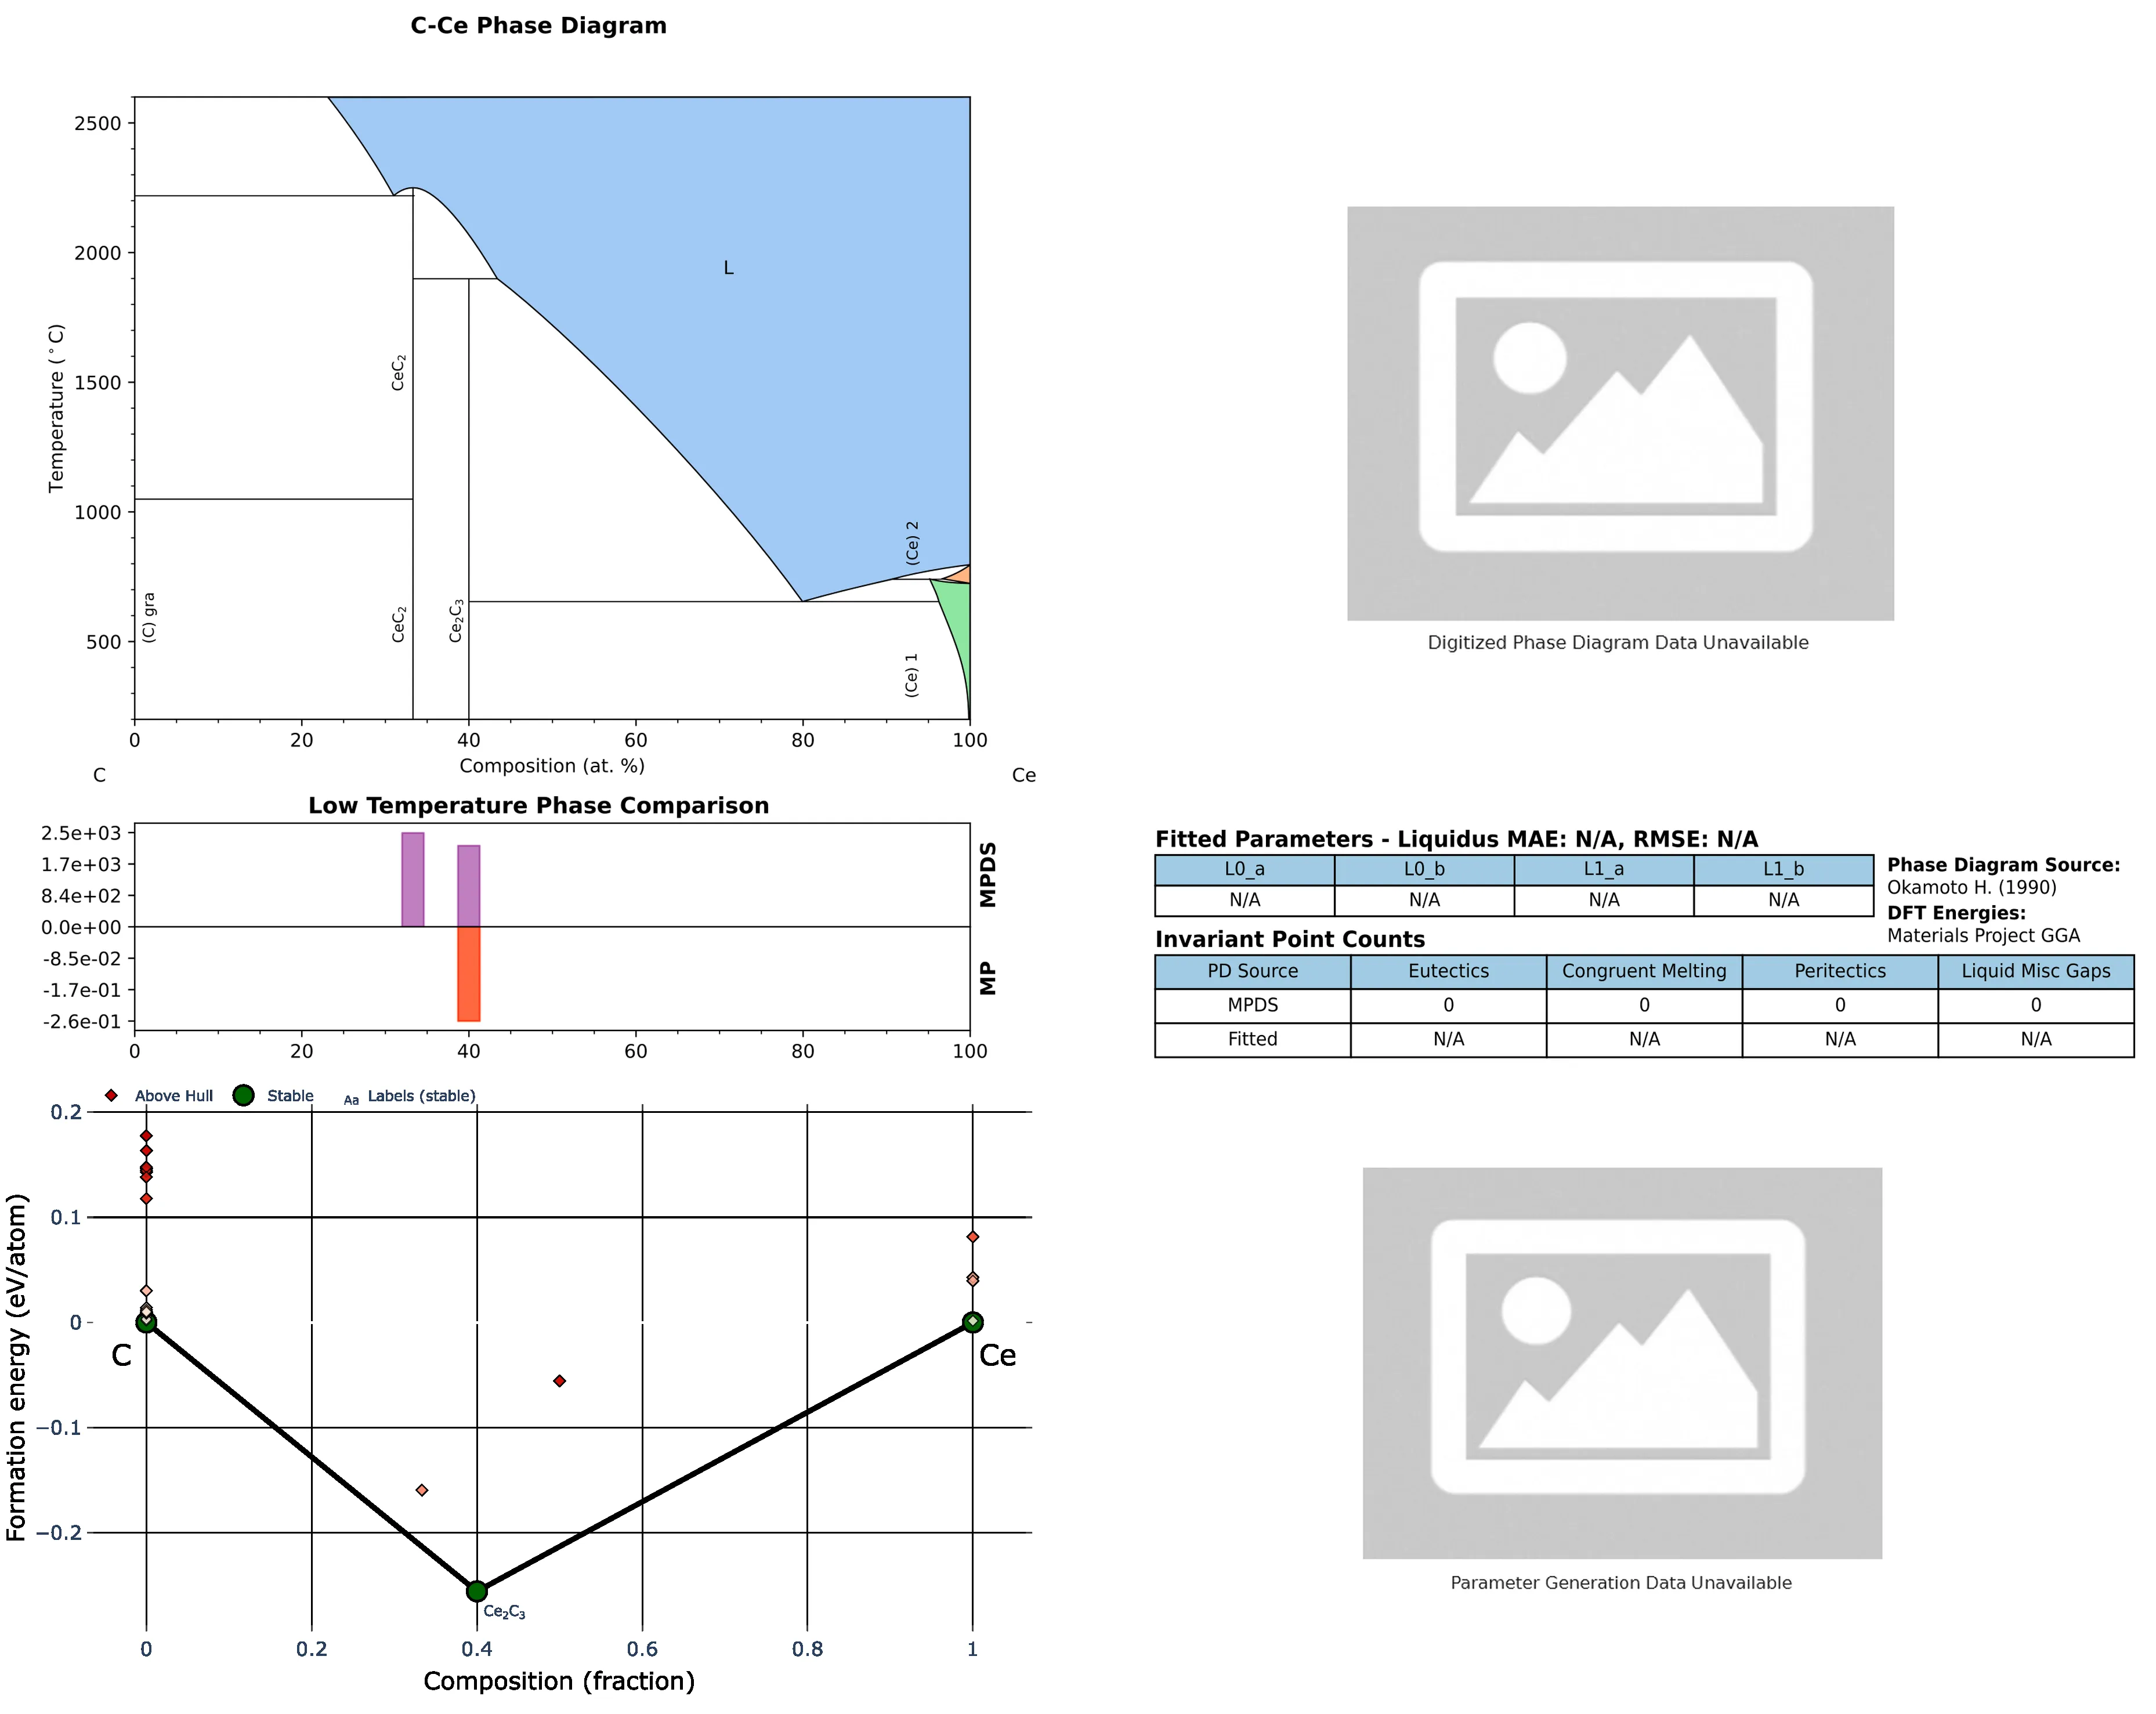 C-Ce Phase Diagram
2500
2000
1500
1000
500
Temperature (°C)
L
CeC₂
(C) gra
CeC₂
Ce₂C₃
(Ce) 2
(Ce) 1
0 20 40 60 80 100
Composition (at. %)
C Ce
Digitized Phase Diagram Data Unavailable
Low Temperature Phase Comparison
2.5e+03
1.7e+03
8.4e+02
0.0e+00
-8.5e-02
-1.7e-01
-2.6e-01
MPDS
MP
0 20 40 60 80 100
Fitted Parameters - Liquidus MAE: N/A, RMSE: N/A
L0_a L0_b L1_a L1_b
N/A N/A N/A N/A
Phase Diagram Source:
Okamoto H. (1990)
DFT Energies:
Materials Project GGA
Invariant Point Counts
PD Source Eutectics Congruent Melting Peritectics Liquid Misc Gaps
MPDS 0 0 0 0
Fitted N/A N/A N/A N/A
Above Hull Stable Aa Labels (stable)
0.2
0.1
0
−0.1
−0.2
Formation energy (eV/atom)
C
Ce
Ce₂C₃
0 0.2 0.4 0.6 0.8 1
Composition (fraction)
Parameter Generation Data Unavailable